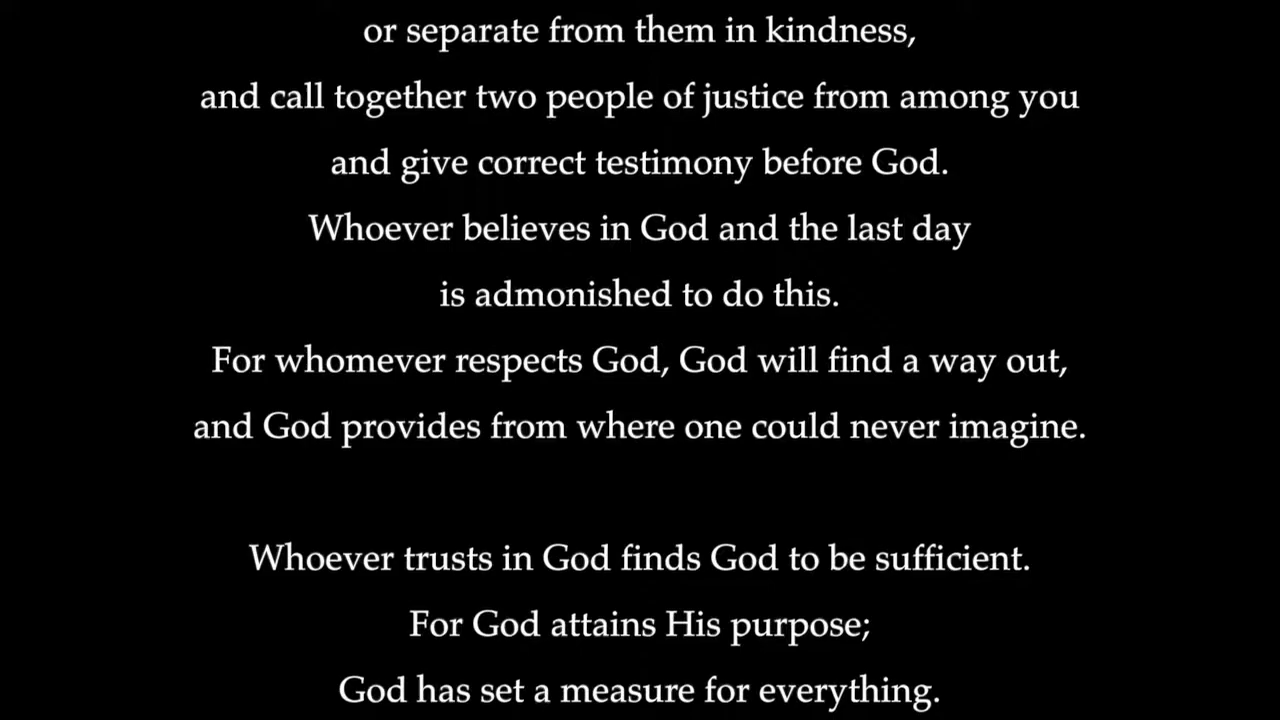 or separate from them in kindness,
and call together two people of justice from among you
and give correct testimony before God.
Whoever believes in God and the last day
is admonished to do this.
For whomever respects God, God will find a way out,
and God provides from where one could never imagine.
Whoever trusts in God finds God to be sufficient.
For God attains His purpose;
God has set a measure for everything.